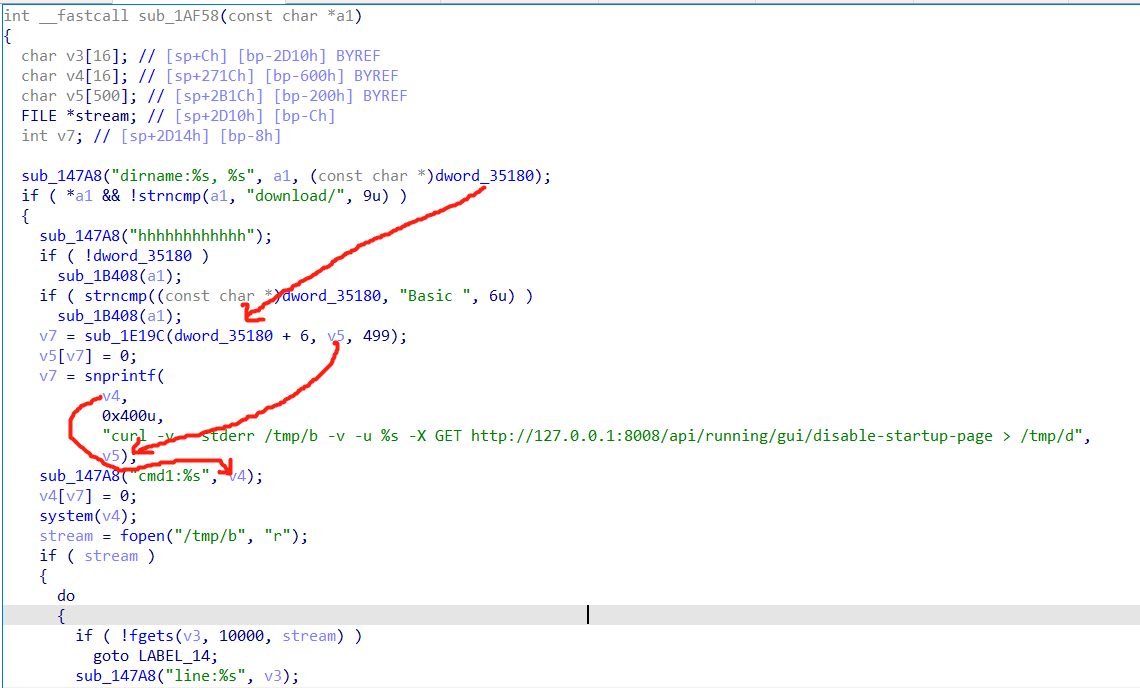 int __fastcall sub_1AF58(const char *a1)
{
char v3[16]; // [sp+Ch] [bp-2D10h] BYREF
char v4[16]; // [sp+271Ch] [bp-600h] BYREF
char v5[500]; // [sp+2B1Ch] [bp-200h] BYREF
FILE *stream; // [sp+2D10h] [bp-Ch]
int v7; // [sp+2D14h] [bp-8h]
sub_147A8("dirname:%s, %s", a1, (const char *)dword_35180);
if ( *a1 && !strncmp(a1, "download/", 9u) )
{
sub_147A8("hhhhhhhhhhhh");
if ( !dword_35180 )
sub_1B408(a1);
if ( strncmp((const char *)dword_35180, "Basic ", 6u) )
sub_1B408(a1);
v7 = sub_1E19C(dword_35180 + 6, v5, 499);
v5[v7] = 0;
v7 = snprintf(
v4,
0x400u,
"curl -v --stderr /tmp/b -v -u %s -X GET http://127.0.0.1:8008/api/running/gui/disable-startup-page > /tmp/d",
v5);
sub_147A8("cmd1:%s", v4);
v4[v7] = 0;
system(v4);
stream = fopen("/tmp/b", "r");
if ( stream )
{
do
{
if ( !fgets(v3, 10000, stream) )
goto LABEL_14;
sub_147A8("line:%s", v3);